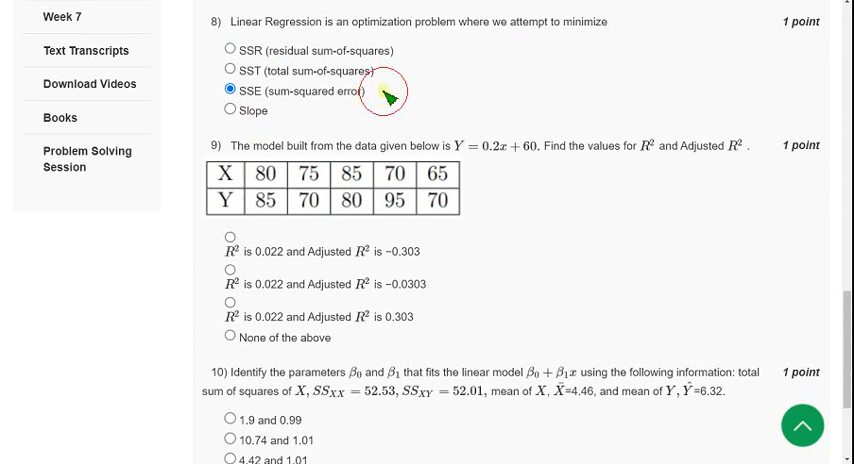 Week 7
Text Transcripts
Download Videos
Books
Problem Solving
Session
8) Linear Regression is an optimization problem where we attempt to minimize
1 point
SSR (residual sum-of-squares)
SST (total sum-of-squares)
SSE (sum-squared error)
Slope
9) The model built from the data given below is Y = 0.2x + 60. Find the values for R² and Adjusted R² .
1 point
X 80 75 85 70 65
Y 85 70 80 95 70
R² is 0.022 and Adjusted R² is −0.303
R² is 0.022 and Adjusted R² is −0.0303
R² is 0.022 and Adjusted R² is 0.303
None of the above
10) Identify the parameters β₀ and β₁ that fits the linear model β₀ + β₁x using the following information: total
1 point
sum of squares of X, SS_XX = 52.53, SS_XY = 52.01, mean of X, X̄=4.46, and mean of Y, Ŷ=6.32.
1.9 and 0.99
10.74 and 1.01
4.42 and 1.01